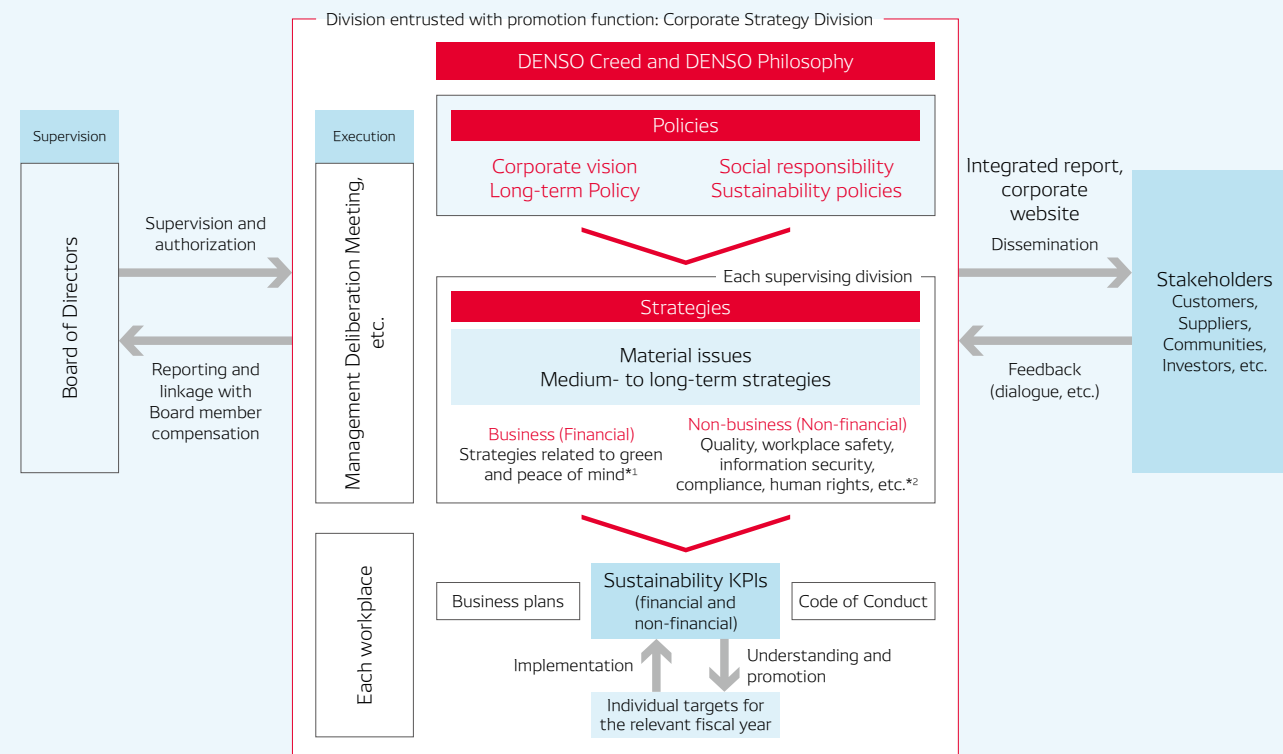 Division entrusted with promotion function: Corporate Strategy Division
DENSO Creed and DENSO Philosophy
Supervision
Board of Directors
Supervision and
authorization
Reporting and
linkage with
Board member
compensation
Execution
Management Deliberation Meeting,
etc.
Policies
Corporate vision
Long-term Policy
Social responsibility
Sustainability policies
Each supervising division
Strategies
Material issues
Medium- to long-term strategies
Business (Financial)
Strategies related to green
and peace of mind*1
Non-business (Non-financial)
Quality, workplace safety,
information security,
compliance, human rights, etc.*2
Each workplace
Business plans
Sustainability KPIs
(financial and
non-financial)
Code of Conduct
Implementation
Understanding and
promotion
Individual targets for
the relevant fiscal year
Integrated report,
corporate
website
Dissemination
Feedback
(dialogue, etc.)
Stakeholders
Customers,
Suppliers,
Communities,
Investors, etc.